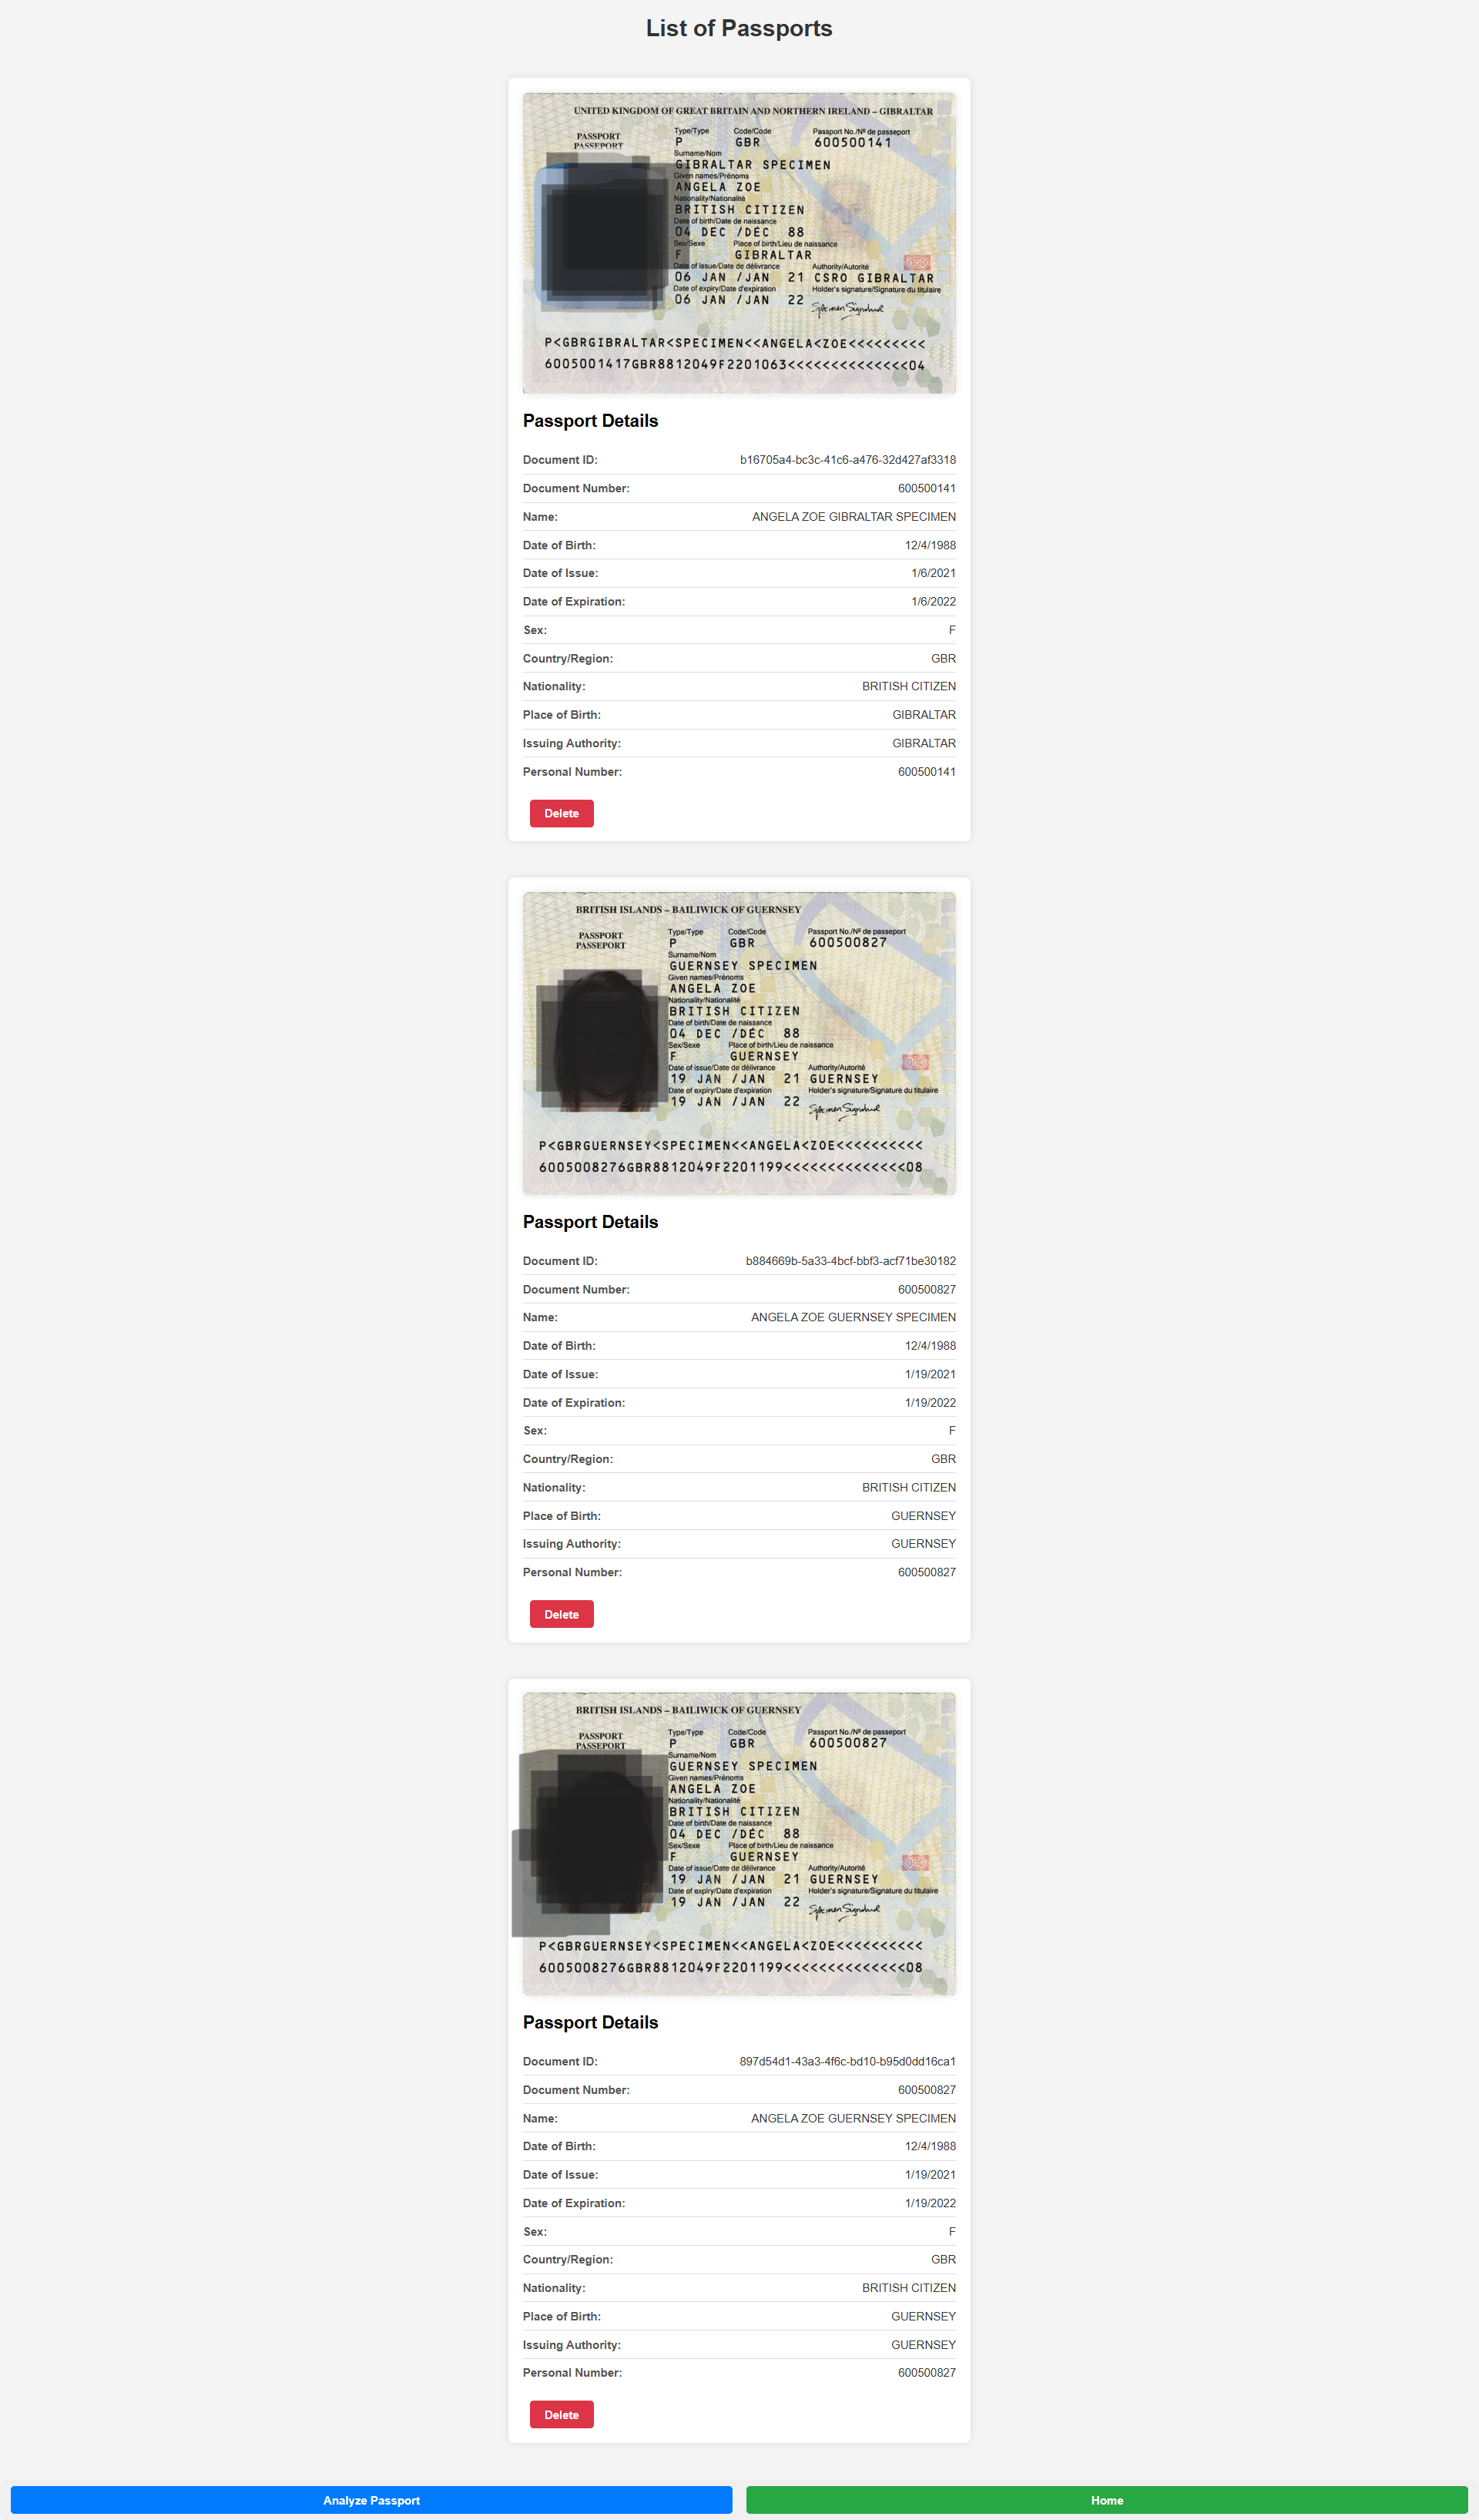 List of Passports
UNITED KINGDOM OF GREAT BRITAIN AND NORTHERN IRELAND – GIBRALTAR
PASSPORT
PASSEPORT
Type/Type Code/Code Passport No./Nº de passeport
P GBR 600500141
Surname/Nom
GIBRALTAR SPECIMEN
Given names/Prénoms
ANGELA ZOE
Nationality/Nationalité
BRITISH CITIZEN
Date of birth/Date de naissance
04 DEC /DÉC 88
Sex/Sexe Place of birth/Lieu de naissance
F GIBRALTAR
Date of issue/Date de délivrance Authority/Autorité
06 JAN /JAN 21 CSRO GIBRALTAR
Date of expiry/Date d'expiration Holder's signature/Signature du titulaire
06 JAN /JAN 22 Specimen Signature
P<GBRGIBRALTAR<SPECIMEN<<ANGELA<ZOE<<<<<<<<<
6005001417GBR8812049F2201063<<<<<<<<<<<<<<04
Passport Details
Document ID: b16705a4-bc3c-41c6-a476-32d427af3318
Document Number: 600500141
Name: ANGELA ZOE GIBRALTAR SPECIMEN
Date of Birth: 12/4/1988
Date of Issue: 1/6/2021
Date of Expiration: 1/6/2022
Sex: F
Country/Region: GBR
Nationality: BRITISH CITIZEN
Place of Birth: GIBRALTAR
Issuing Authority: GIBRALTAR
Personal Number: 600500141
Delete
BRITISH ISLANDS – BAILIWICK OF GUERNSEY
PASSPORT
PASSEPORT
Type/Type Code/Code Passport No./Nº de passeport
P GBR 600500827
Surname/Nom
GUERNSEY SPECIMEN
Given names/Prénoms
ANGELA ZOE
Nationality/Nationalité
BRITISH CITIZEN
Date of birth/Date de naissance
04 DEC /DÉC 88
Sex/Sexe Place of birth/Lieu de naissance
F GUERNSEY
Date of issue/Date de délivrance Authority/Autorité
19 JAN /JAN 21 GUERNSEY
Date of expiry/Date d'expiration Holder's signature/Signature du titulaire
19 JAN /JAN 22 Specimen Signature
P<GBRGUERNSEY<SPECIMEN<<ANGELA<ZOE<<<<<<<<<<
6005008276GBR8812049F2201199<<<<<<<<<<<<<<08
Passport Details
Document ID: b884669b-5a33-4bcf-bbf3-acf71be30182
Document Number: 600500827
Name: ANGELA ZOE GUERNSEY SPECIMEN
Date of Birth: 12/4/1988
Date of Issue: 1/19/2021
Date of Expiration: 1/19/2022
Sex: F
Country/Region: GBR
Nationality: BRITISH CITIZEN
Place of Birth: GUERNSEY
Issuing Authority: GUERNSEY
Personal Number: 600500827
Delete
BRITISH ISLANDS – BAILIWICK OF GUERNSEY
PASSPORT
PASSEPORT
Type/Type Code/Code Passport No./Nº de passeport
P GBR 600500827
Surname/Nom
GUERNSEY SPECIMEN
Given names/Prénoms
ANGELA ZOE
Nationality/Nationalité
BRITISH CITIZEN
Date of birth/Date de naissance
04 DEC /DÉC 88
Sex/Sexe Place of birth/Lieu de naissance
F GUERNSEY
Date of issue/Date de délivrance Authority/Autorité
19 JAN /JAN 21 GUERNSEY
Date of expiry/Date d'expiration Holder's signature/Signature du titulaire
19 JAN /JAN 22 Specimen Signature
P<GBRGUERNSEY<SPECIMEN<<ANGELA<ZOE<<<<<<<<<<
6005008276GBR8812049F2201199<<<<<<<<<<<<<<08
Passport Details
Document ID: 897d54d1-43a3-4f6c-bd10-b95d0dd16ca1
Document Number: 600500827
Name: ANGELA ZOE GUERNSEY SPECIMEN
Date of Birth: 12/4/1988
Date of Issue: 1/19/2021
Date of Expiration: 1/19/2022
Sex: F
Country/Region: GBR
Nationality: BRITISH CITIZEN
Place of Birth: GUERNSEY
Issuing Authority: GUERNSEY
Personal Number: 600500827
Delete
Analyze Passport Home